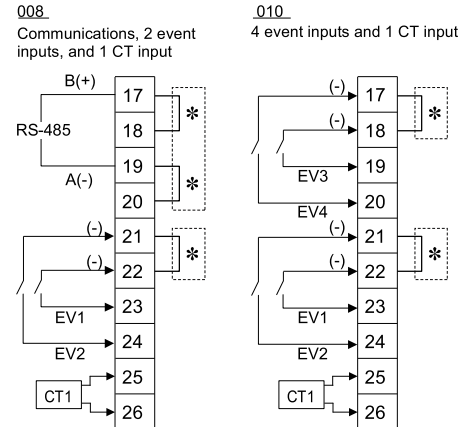 008
Communications, 2 event
inputs, and 1 CT input
B(+)
RS-485
A(-)
17
18
19
20
21
22
23
24
25
26
*
*
*
(-)
(-)
EV1
EV2
CT1
010
4 event inputs and 1 CT input
(-)
(-)
EV3
EV4
(-)
(-)
EV1
EV2
CT1
17
18
19
20
21
22
23
24
25
26
*
*